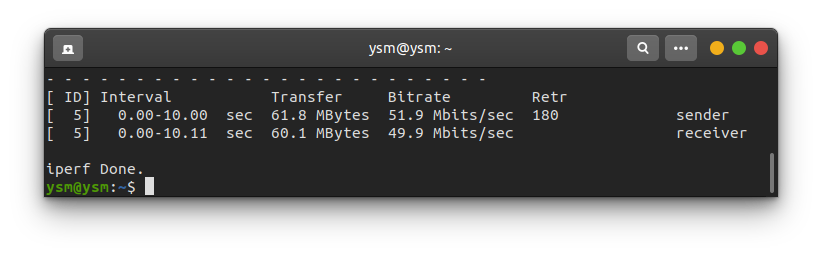 ysm@ysm: ~
- - - - - - - - - - - - - - - - - - - - - - - - -
[ ID] Interval           Transfer     Bitrate         Retr
[  5]   0.00-10.00  sec  61.8 MBytes  51.9 Mbits/sec  180             sender
[  5]   0.00-10.11  sec  60.1 MBytes  49.9 Mbits/sec                  receiver

iperf Done.
ysm@ysm:~$